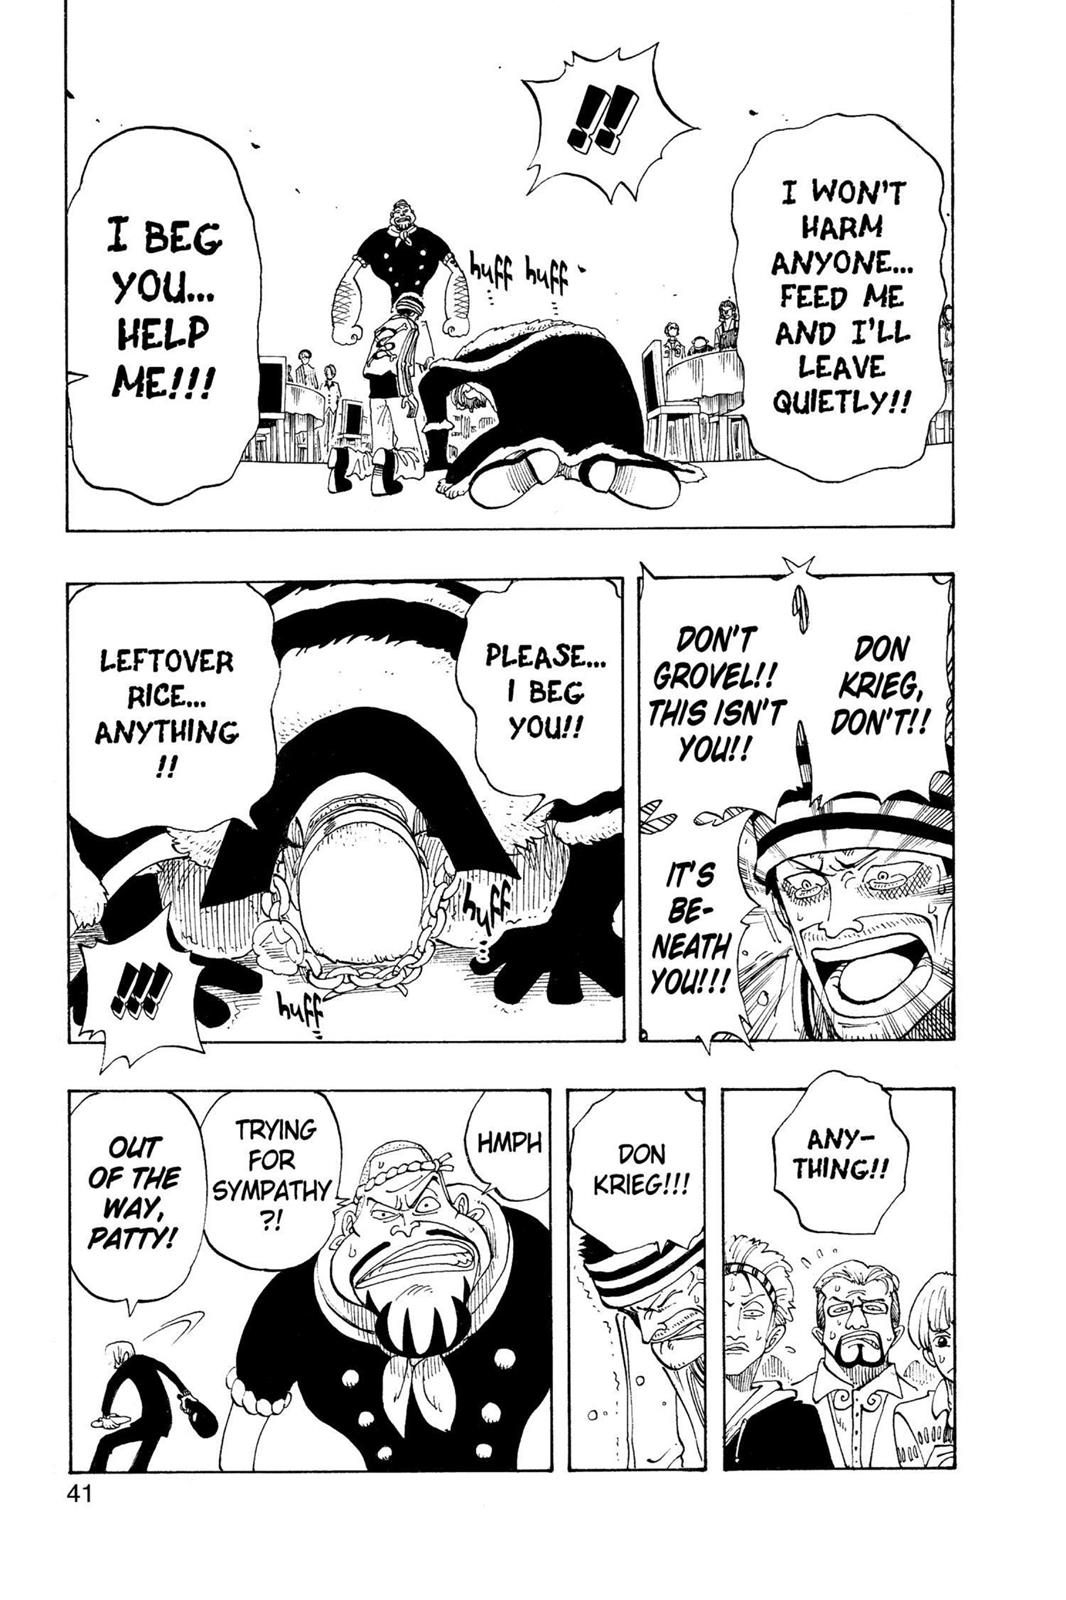 !!
I WON'T
HARM
ANYONE...
FEED ME
AND I'LL
LEAVE
QUIETLY!!
huff huff
I BEG
YOU...
HELP
ME!!!
DON
KRIEG,
DON'T!!
DON'T
GROVEL!!
THIS ISN'T
YOU!!
IT'S
BE-
NEATH
YOU!!!
PLEASE...
I BEG
YOU!!
LEFTOVER
RICE...
ANYTHING
!!
huff
huff
!!!
ANY-
THING!!
DON
KRIEG!!!
HMPH
TRYING
FOR
SYMPATHY
?!
OUT
OF THE
WAY,
PATTY!
41